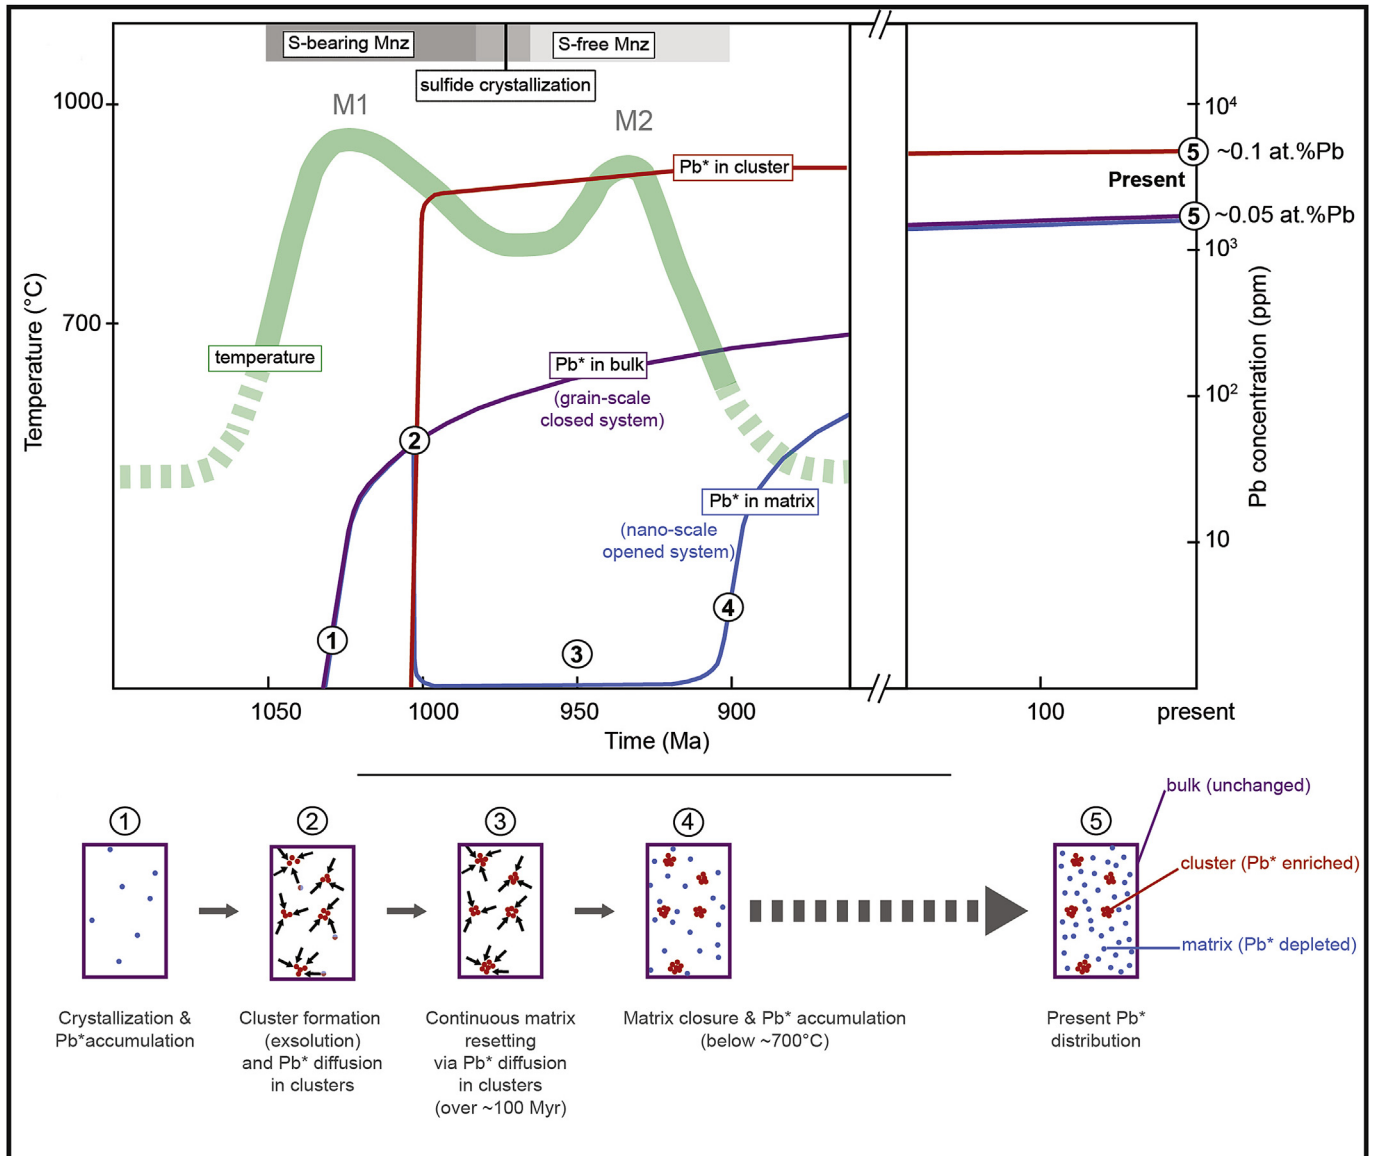 S-bearing Mnz
S-free Mnz
sulfide crystallization
M1
M2
1000
700
Temperature (°C)
temperature
Pb* in cluster
Pb* in bulk
(grain-scale
closed system)
Pb* in matrix
(nano-scale
opened system)
1
2
3
4
5
~0.1 at.%Pb
Present
5
~0.05 at.%Pb
10⁴
10³
10²
10
Pb concentration (ppm)
1050
1000
950
900
100
present
Time (Ma)
1
2
3
4
5
bulk (unchanged)
cluster (Pb* enriched)
matrix (Pb* depleted)
Crystallization &
Pb*accumulation
Cluster formation
(exsolution)
and Pb* diffusion
in clusters
Continuous matrix
resetting
via Pb* diffusion
in clusters
(over ~100 Myr)
Matrix closure & Pb* accumulation
(below ~700°C)
Present Pb*
distribution